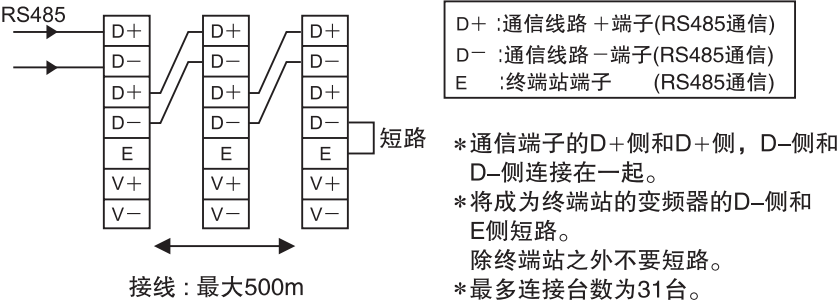 RS485
D+ D+ D+
D− D− D−
D+ D+ D+
D− D− D−
短路
E E E
V+ V+ V+
V− V− V−
接线：最大500m
D+ :通信线路+端子(RS485通信)
D− :通信线路−端子(RS485通信)
E :终端站端子 (RS485通信)
*通信端子的D+侧和D+侧，D−侧和
D−侧连接在一起。
*将成为终端站的变频器的D−侧和
E侧短路。
除终端站之外不要短路。
*最多连接台数为31台。